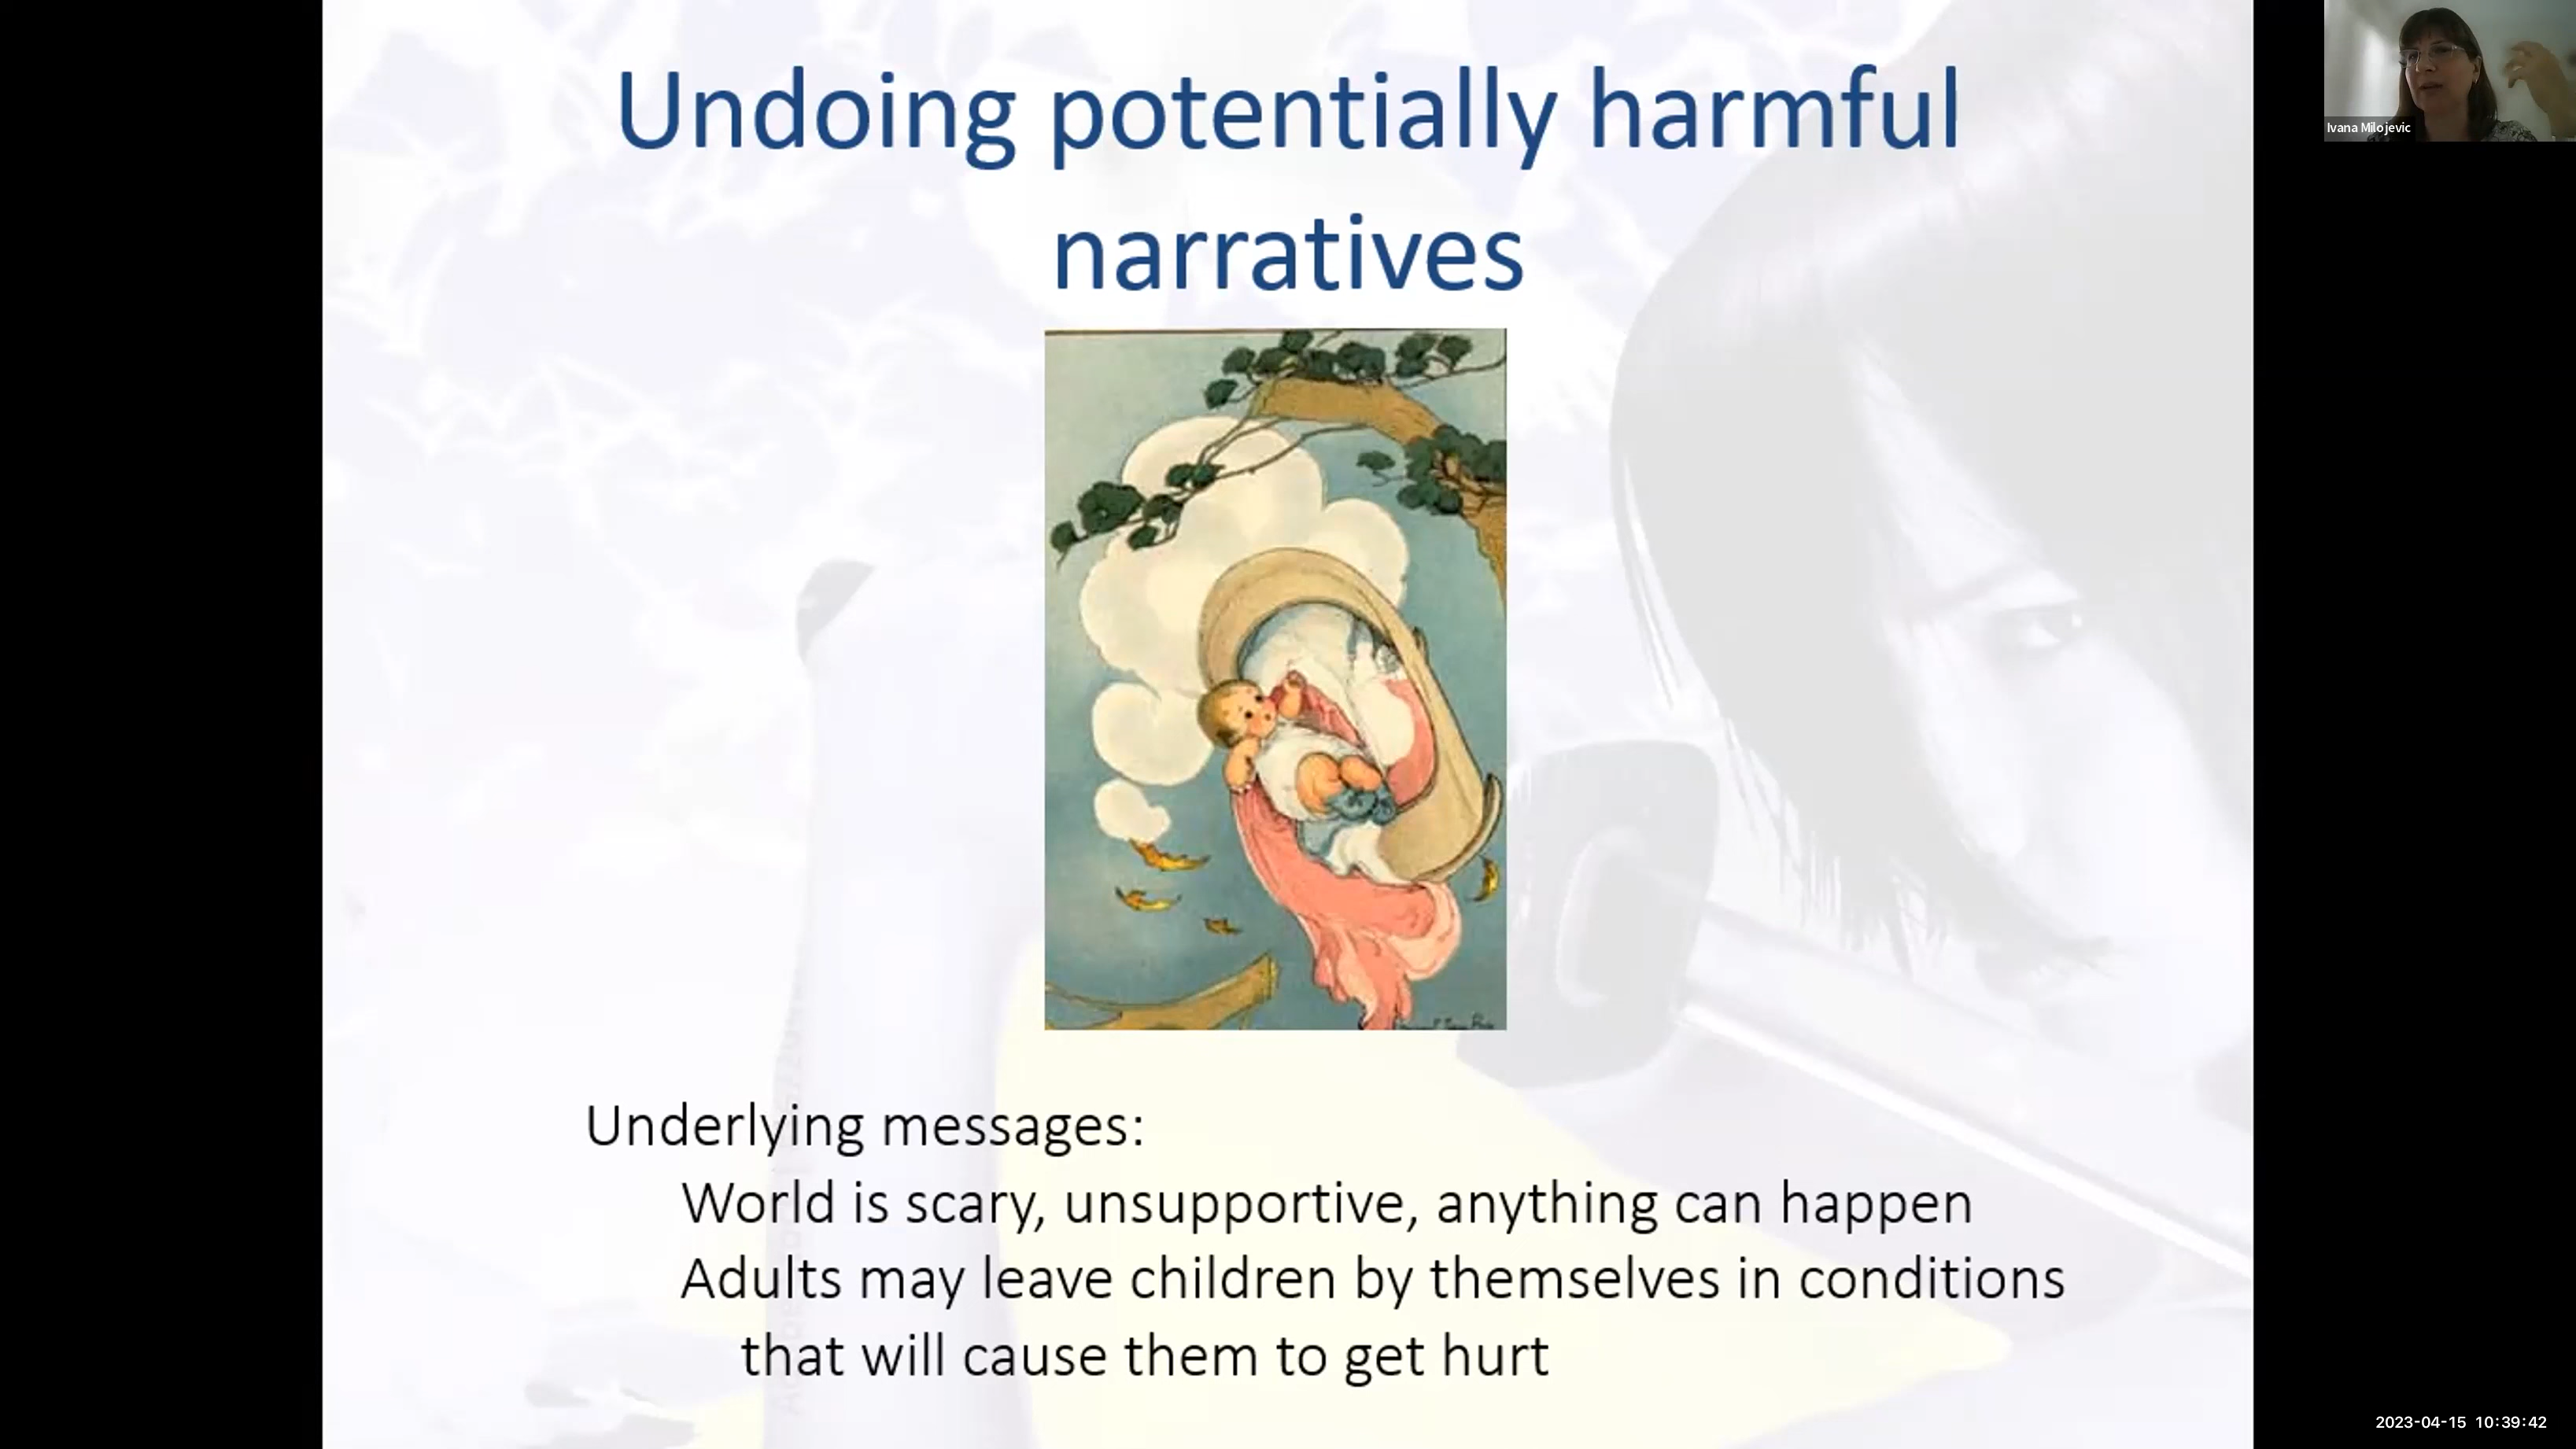 Undoing potentially harmful
narratives
Ivana Milojevic
Underlying messages:
World is scary, unsupportive, anything can happen
Adults may leave children by themselves in conditions
that will cause them to get hurt
2023-04-15 10:39:42